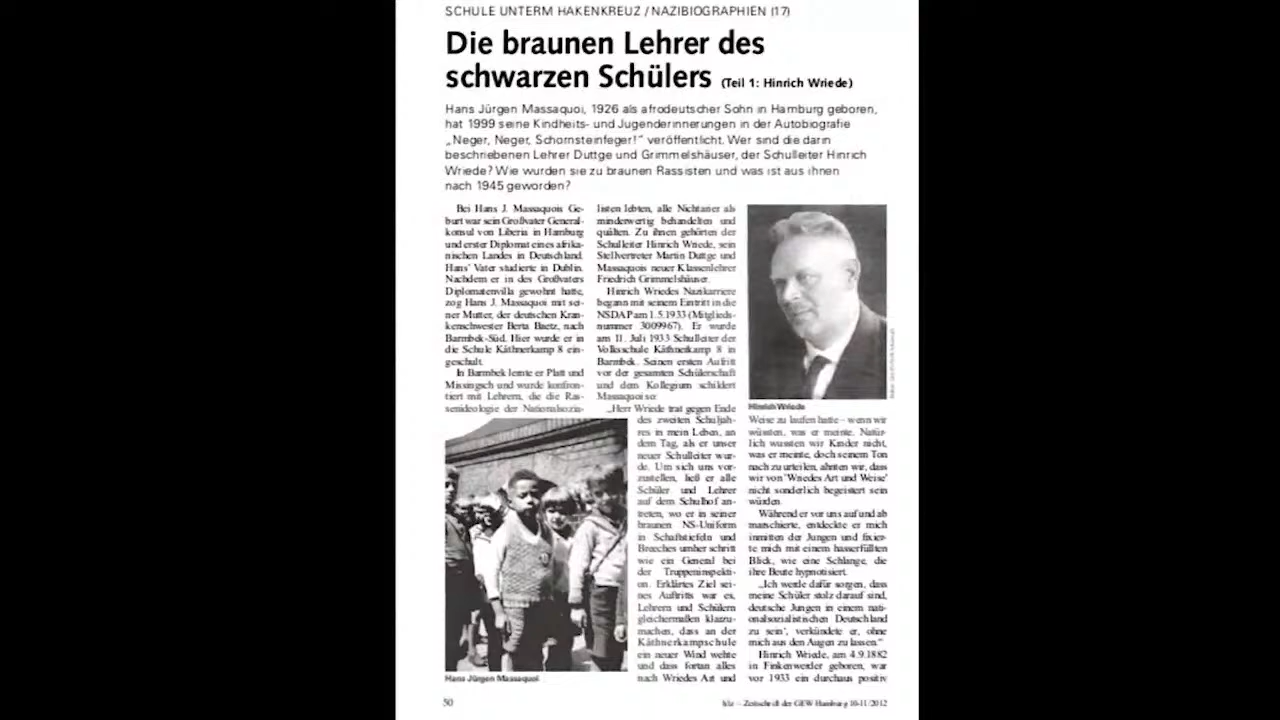 SCHULE UNTERM HAKENKREUZ / NAZIBIOGRAPHIEN (17)
Die braunen Lehrer des
schwarzen Schülers (Teil 1: Hinrich Wriede)
Hans Jürgen Massaquoi, 1926 als afrodeutscher Sohn in Hamburg geboren,
hat 1999 seine Kindheits- und Jugenderinnerungen in der Autobiografie
„Neger, Neger, Schornsteinfeger!“ veröffentlicht. Wer sind die darin
beschriebenen Lehrer Duttge und Grimmelshäuser, der Schulleiter Hinrich
Wriede? Wie wurden sie zu braunen Rassisten und was ist aus ihnen
nach 1945 geworden?
Bei Hans J. Massaquois Ge-
burt war sein Großvater General-
konsul von Liberia in Hamburg
und erster Diplomat eines afrika-
nischen Landes in Deutschland.
Hans' Vater studierte in Dublin.
Nachdem er in des Großvaters
Diplomatenvilla gewohnt hatte,
zog Hans J. Massaquoi mit sei-
ner Mutter, der deutschen Kran-
kenschwester Berta Baetz, nach
Barmbek-Süd. Hier wurde er in
die Schule Käthnerkamp 8 ein-
geschult.
In Barmbek lernte er Platt und
Missingsch und wurde konfron-
tiert mit Lehrern, die die Ras-
senideologie der Nationalsozia-
listen lebten, alle Nichtarier als
minderwertig behandelten und
quälten. Zu ihnen gehörten der
Schulleiter Hinrich Wriede, sein
Stellvertreter Martin Duttge und
Massaquois neuer Klassenlehrer
Friedrich Grimmelshäuser.
Hinrich Wriedes Nazikarriere
begann mit seinem Eintritt in die
NSDAP am 1.5.1933 (Mitglieds-
nummer 3009967). Er wurde
am 11. Juli 1933 Schulleiter der
Volksschule Käthnerkamp 8 in
Barmbek. Seinen ersten Auftritt
vor der gesamten Schülerschaft
und dem Kollegium schildert
Massaquoi so:
„Herr Wriede trat gegen Ende
des zweiten Schuljah-
res in mein Leben, an
dem Tag, als er unser
neuer Schulleiter wur-
de. Um sich uns vor-
zustellen, ließ er alle
Schüler und Lehrer
auf dem Schulhof an-
treten, wo er in seiner
braunen NS-Uniform
in Schaftstiefeln und
Breeches umher schritt
wie ein General bei
der Truppeninspekti-
on. Erklärtes Ziel sei-
nes Auftritts war es,
Lehrern und Schülern
gleichermaßen klarzu-
machen, dass an der
Käthnerkampschule
ein neuer Wind wehte
und dass fortan alles
nach Wriedes Art und
Hinrich Wriede
Weise zu laufen hatte – wenn wir
wüssten, was er meinte. Natür-
lich wussten wir Kinder nicht,
was er meinte, doch seinem Ton
nach zu urteilen, ahnten wir, dass
wir von 'Wriedes Art und Weise'
nicht sonderlich begeistert sein
würden.
Während er vor uns auf und ab
marschierte, entdeckte er mich
inmitten der Jungen und fixier-
te mich mit einem hasserfüllten
Blick, wie eine Schlange, die
ihre Beute hypnotisiert.
„Ich werde dafür sorgen, dass
meine Schüler stolz darauf sind,
deutsche Jungen in einem nati-
onalsozialistischen Deutschland
zu sein', verkündete er, ohne
mich aus den Augen zu lassen.“
Hinrich Wriede, am 4.9.1882
in Finkenwerder geboren, war
vor 1933 ein durchaus positiv
Hans Jürgen Massaquoi
50
hlz – Zeitschrift der GEW Hamburg 10-11/2012